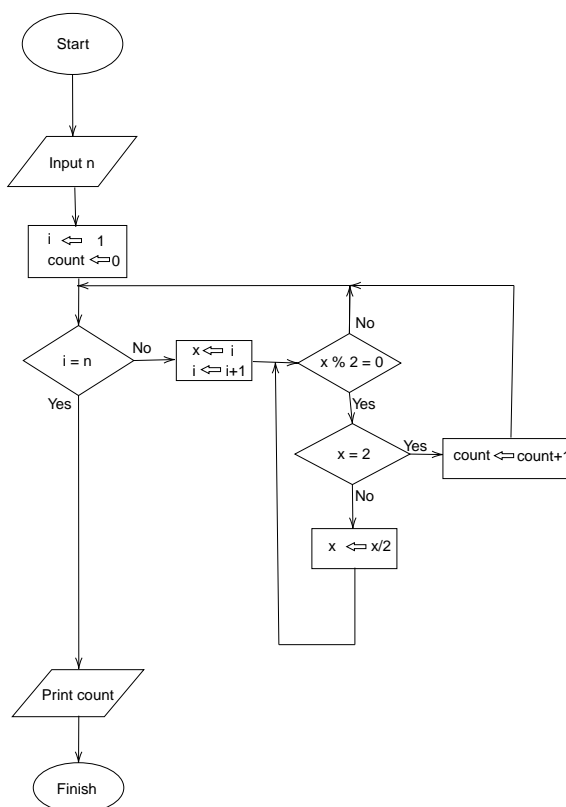 Start
Input n
i ⇦ 1
count ⇦ 0
i = n
No
Yes
x ⇦ i
i ⇦ i+1
x % 2 = 0
No
Yes
x = 2
Yes
No
count ⇦ count+1
x ⇦ x/2
Print count
Finish